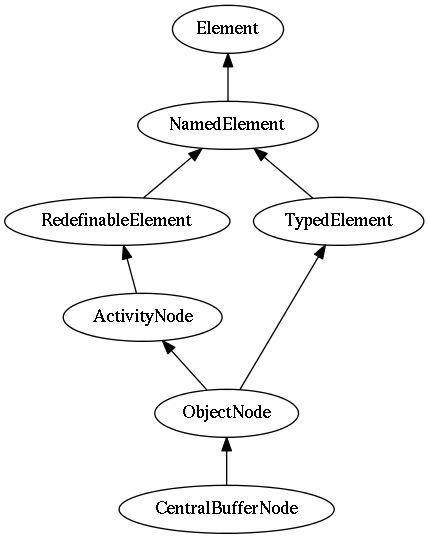 Element
NamedElement
RedefinableElement
TypedElement
ActivityNode
ObjectNode
CentralBufferNode